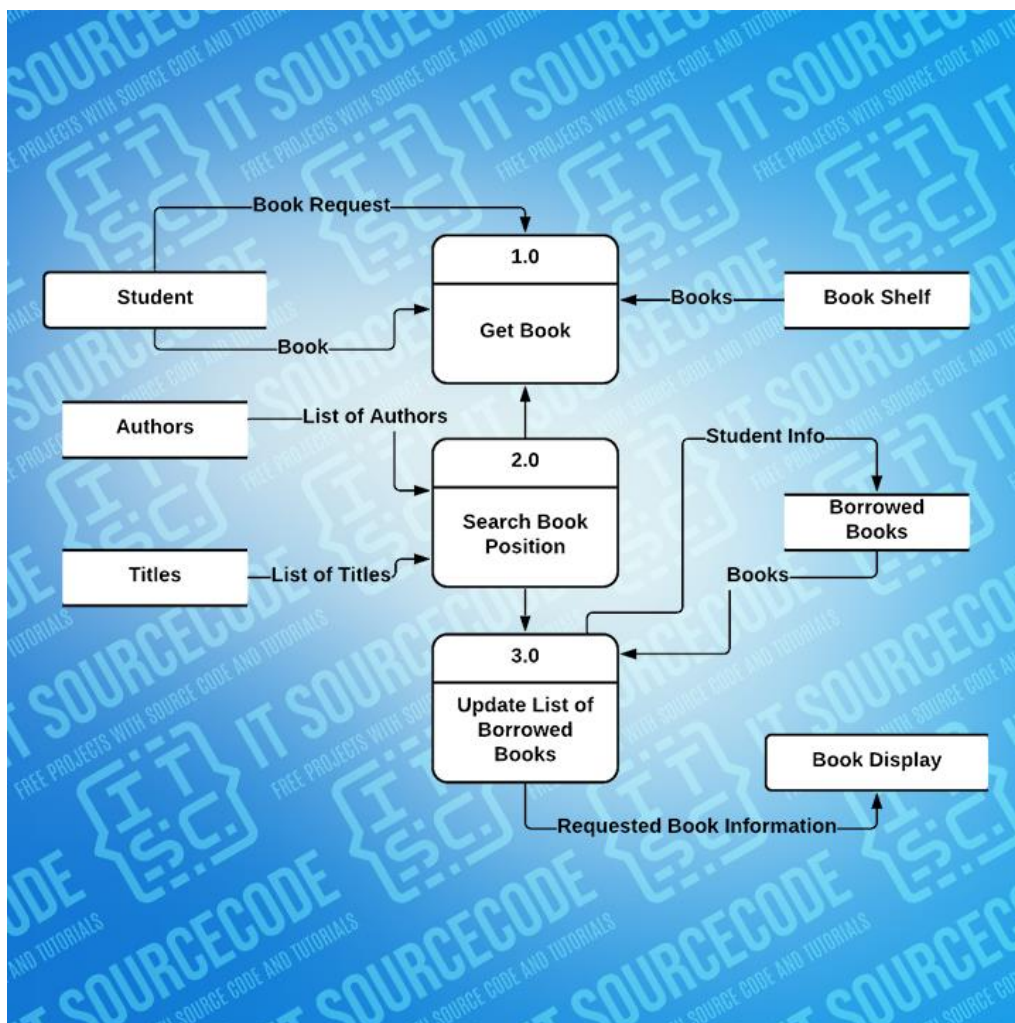 IT SOURCECODE
FREE PROJECTS WITH SOURCE CODE AND TUTORIALS
Book Request
1.0
Student
Get Book
Books
Book Shelf
Book
Authors
List of Authors
2.0
Student Info
Search Book
Position
Borrowed
Books
Titles
List of Titles
Books
3.0
Update List of
Borrowed
Books
Book Display
Requested Book Information